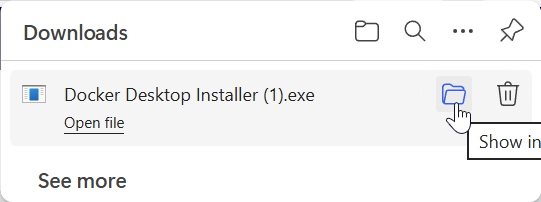 Downloads
Docker Desktop Installer (1).exe
Open file
Show in
See more